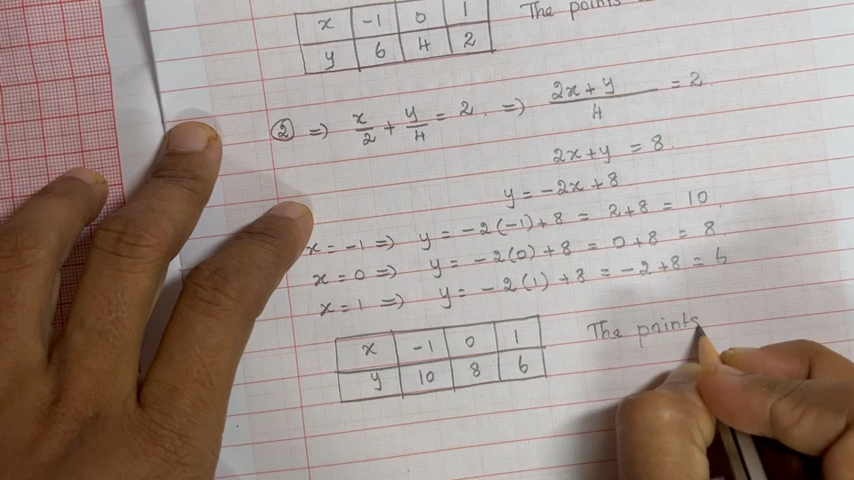 x -1 0 1 The points
y 6 4 2
② ⇒ x/2 + y/4 = 2. ⇒ (2x + y)/4 = 2
2x + y = 8.
y = -2x + 8
x = -1 ⇒ y = -2(-1) + 8 = 2 + 8 = 10.
x = 0 ⇒ y = -2(0) + 8 = 0 + 8 = 8
x = 1 ⇒ y = -2(1) + 8 = -2 + 8 = 6
x -1 0 1 The points
y 10 8 6